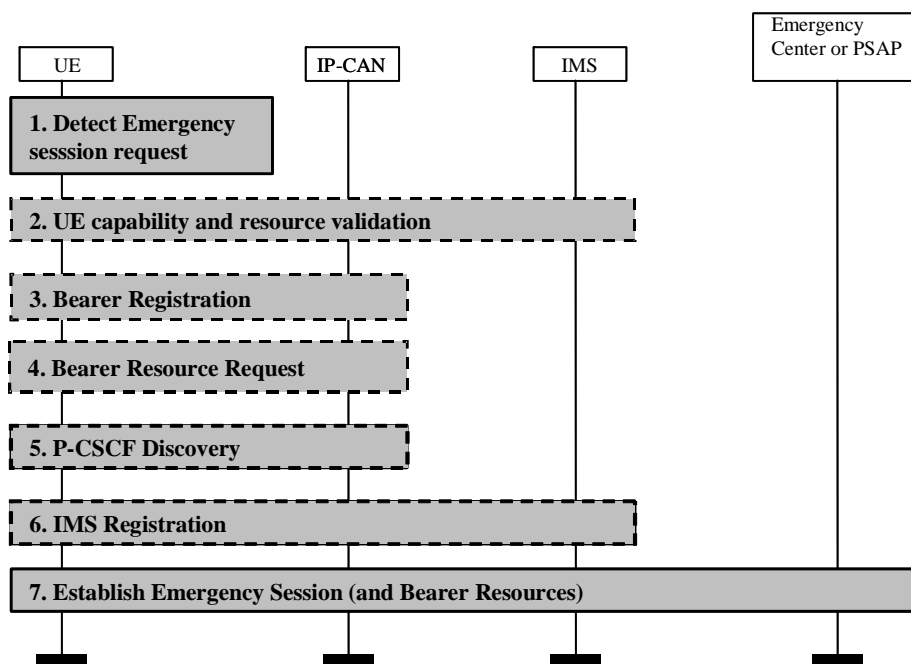 Emergency
Center or PSAP
UE
IP-CAN
IMS
1. Detect Emergency
sesssion request
2. UE capability and resource validation
3. Bearer Registration
4. Bearer Resource Request
5. P-CSCF Discovery
6. IMS Registration
7. Establish Emergency Session (and Bearer Resources)